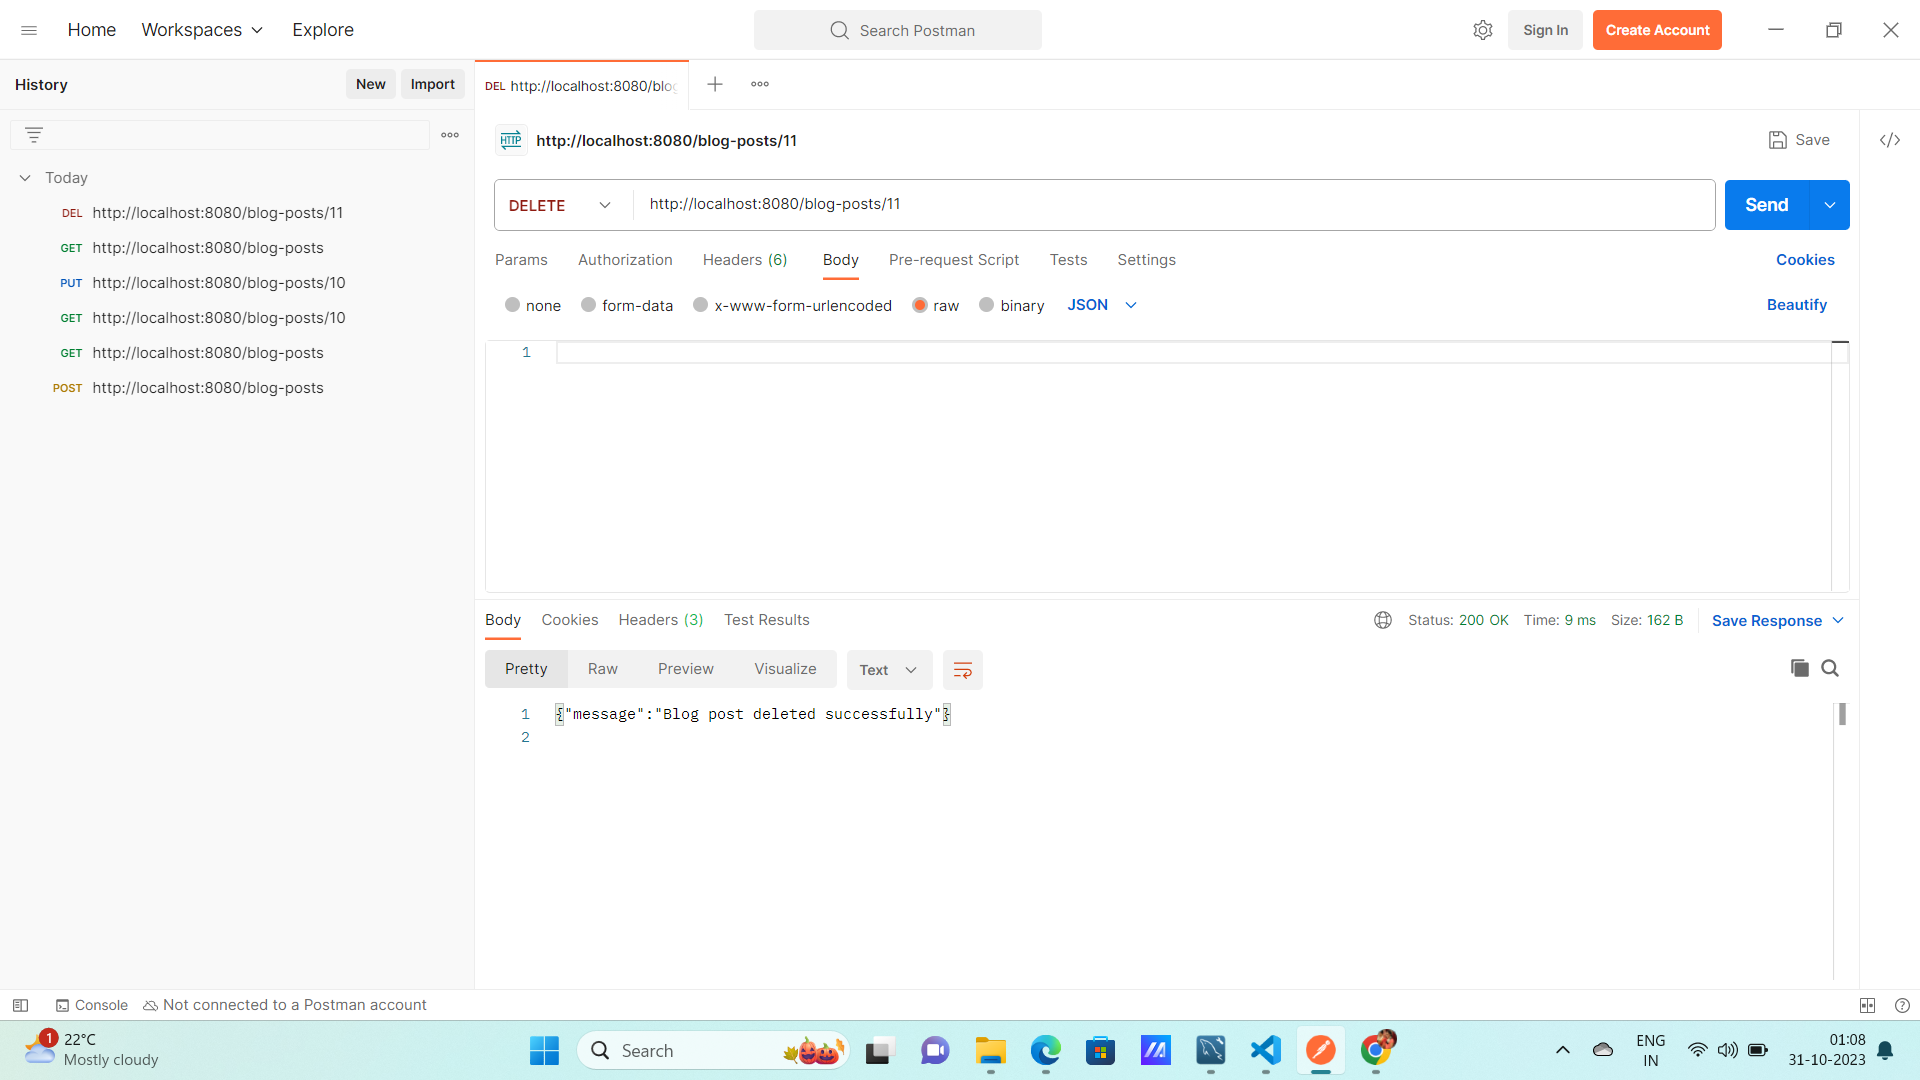 Home Workspaces Explore Search Postman Sign In Create Account
History New Import DEL http://localhost:8080/blog
http://localhost:8080/blog-posts/11 Save
HTTP
Today
DEL http://localhost:8080/blog-posts/11
GET http://localhost:8080/blog-posts
PUT http://localhost:8080/blog-posts/10
GET http://localhost:8080/blog-posts/10
GET http://localhost:8080/blog-posts
POST http://localhost:8080/blog-posts
DELETE http://localhost:8080/blog-posts/11 Send
Params Authorization Headers (6) Body Pre-request Script Tests Settings Cookies
none form-data x-www-form-urlencoded raw binary JSON Beautify
1
Body Cookies Headers (3) Test Results Status: 200 OK Time: 9 ms Size: 162 B Save Response
Pretty Raw Preview Visualize Text
1 {"message":"Blog post deleted successfully"}
2
Console Not connected to a Postman account
1 22°C
Mostly cloudy
Search
ENG
IN
01:08
31-10-2023